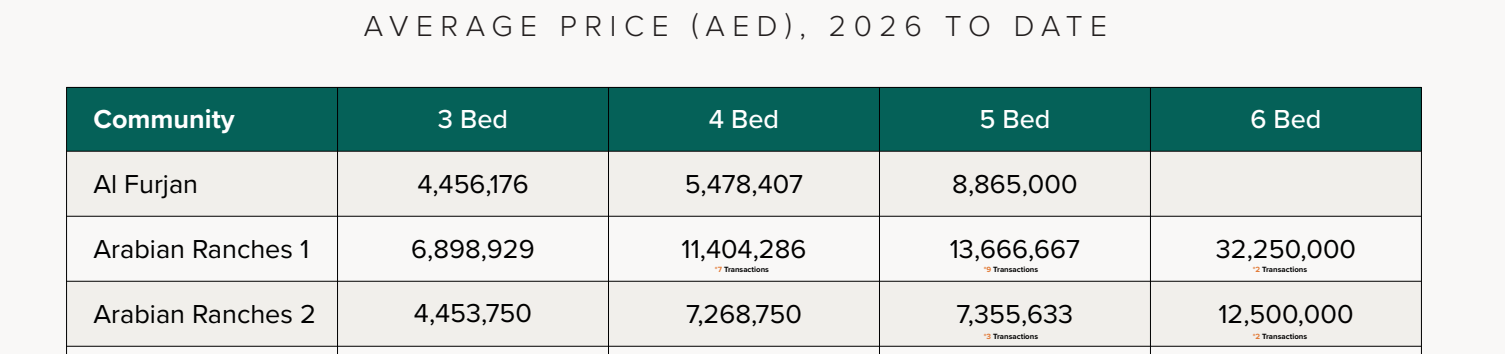 AVERAGE PRICE (AED), 2026 TO DATE
Community 3 Bed 4 Bed 5 Bed 6 Bed
Al Furjan 4,456,176 5,478,407 8,865,000
Arabian Ranches 1 6,898,929 11,404,286 13,666,667 32,250,000
*7 Transactions *9 Transactions *2 Transactions
Arabian Ranches 2 4,453,750 7,268,750 7,355,633 12,500,000
*3 Transactions *2 Transactions